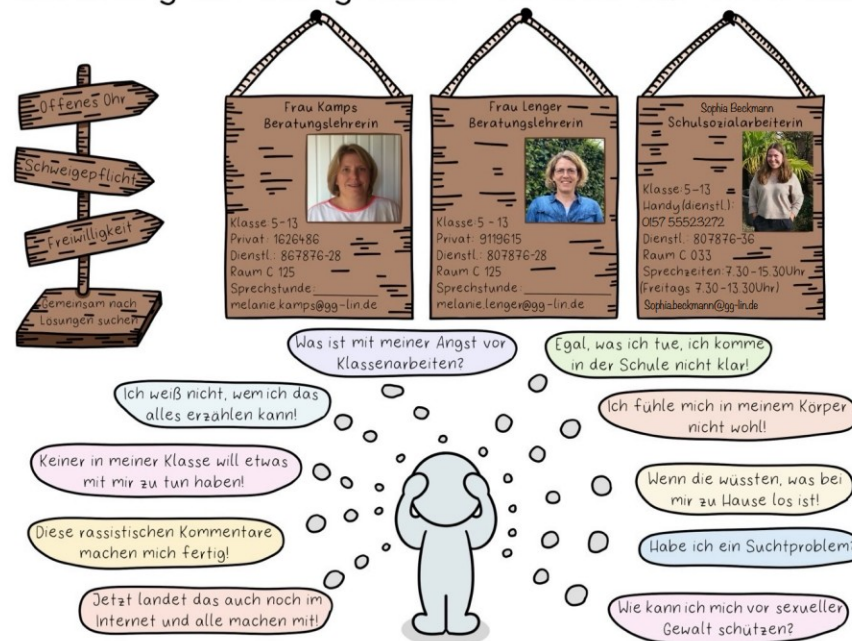 Offenes Ohr
Schweigepflicht
Freiwilligkeit
Gemeinsam nach
Lösungen suchen
Frau Kamps
Beratungslehrerin
Klasse 5 - 13
Privat: 1626486
Dienstl.: 867876-28
Raum C 125
Sprechstunde:
melanie.kamps@gg-lin.de
Frau Lenger
Beratungslehrerin
Klasse 5 - 13
Privat: 9119615
Dienstl.: 807876-28
Raum C 125
Sprechstunde:
melanie.lenger@gg-lin.de
Sophia Beckmann
Schulsozialarbeiterin
Klasse: 5-13
Handy (dienstl.):
0157 55523272
Dienstl.: 807876-36
Raum C 033
Sprechzeiten: 7.30 - 15.30Uhr
(Freitags 7.30 - 13.30Uhr)
Sophia.beckmann@gg-lin.de
Was ist mit meiner Angst vor
Klassenarbeiten?
Egal, was ich tue, ich komme
in der Schule nicht klar!
Ich weiß nicht, wem ich das
alles erzählen kann!
Ich fühle mich in meinem Körper
nicht wohl!
Keiner in meiner Klasse will etwas
mit mir zu tun haben!
Wenn die wüssten, was bei
mir zu Hause los ist!
Diese rassistischen Kommentare
machen mich fertig!
Habe ich ein Suchtproblem?
Jetzt landet das auch noch im
Internet und alle machen mit!
Wie kann ich mich vor sexueller
Gewalt schützen?